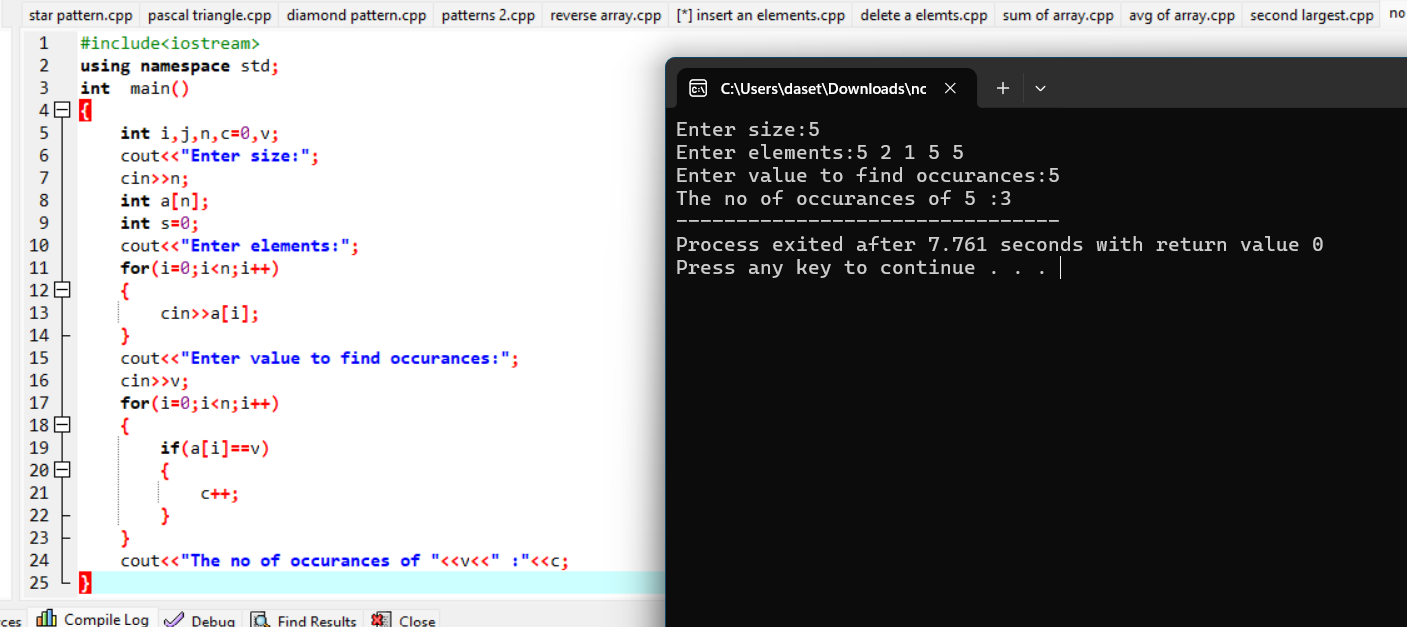 star pattern.cpp pascal triangle.cpp diamond pattern.cpp patterns 2.cpp reverse array.cpp [*] insert an elements.cpp delete a elemts.cpp sum of array.cpp avg of array.cpp second largest.cpp no
1 #include<iostream>
2 using namespace std;
3 int  main()
4 {
5 int i,j,n,c=0,v;
6 cout<<"Enter size:";
7 cin>>n;
8 int a[n];
9 int s=0;
10 cout<<"Enter elements:";
11 for(i=0;i<n;i++)
12 {
13 cin>>a[i];
14 }
15 cout<<"Enter value to find occurances:";
16 cin>>v;
17 for(i=0;i<n;i++)
18 {
19 if(a[i]==v)
20 {
21 c++;
22 }
23 }
24 cout<<"The no of occurances of "<<v<<" :"<<c;
25 }
C:\Users\daset\Downloads\nc
Enter size:5
Enter elements:5 2 1 5 5
Enter value to find occurances:5
The no of occurances of 5 :3
--------------------------------
Process exited after 7.761 seconds with return value 0
Press any key to continue . . .
rces Compile Log Debug Find Results Close